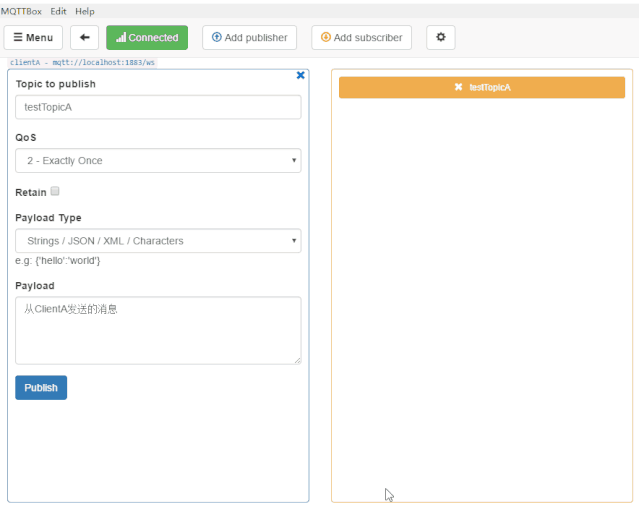 MQTTBox Edit Help
Menu Connected Add publisher Add subscriber
clientA - mqtt://localhost:1883/ws
Topic to publish
testTopicA
QoS
2 - Exactly Once
Retain
Payload Type
Strings / JSON / XML / Characters
e.g: {'hello':'world'}
Payload
从ClientA发送的消息
Publish
testTopicA